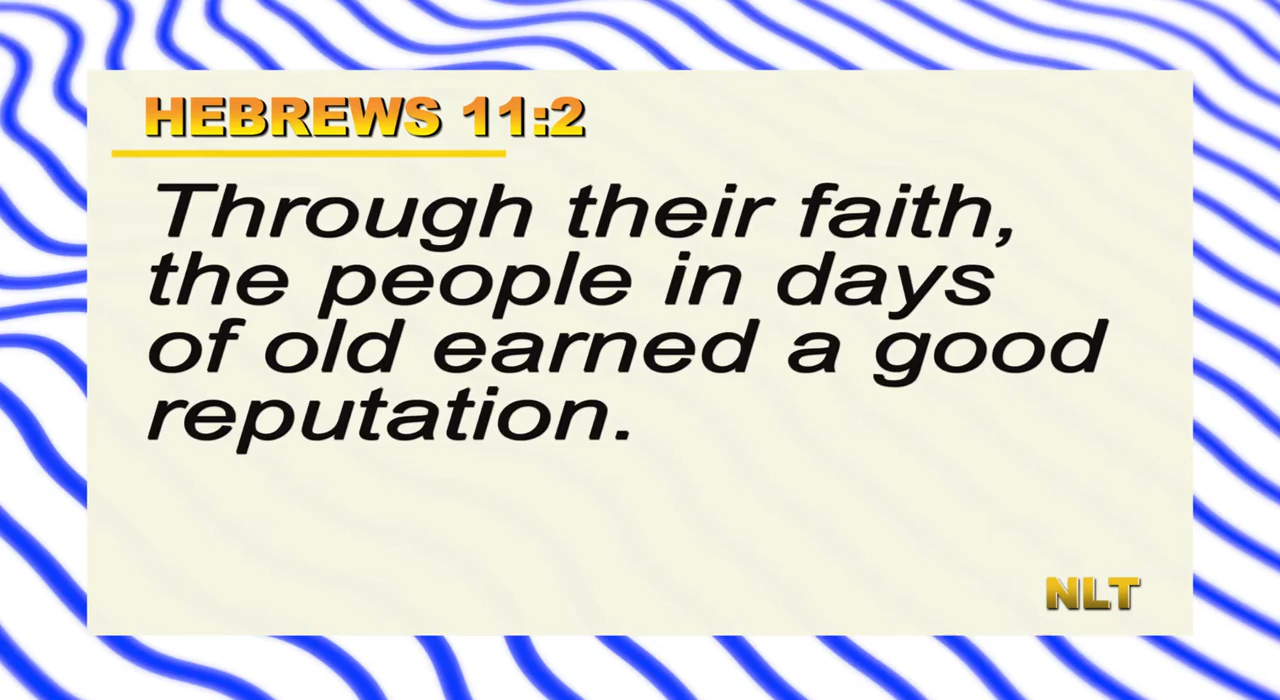 HEBREWS 11:2
Through their faith,
the people in days
of old earned a good
reputation.
NLT